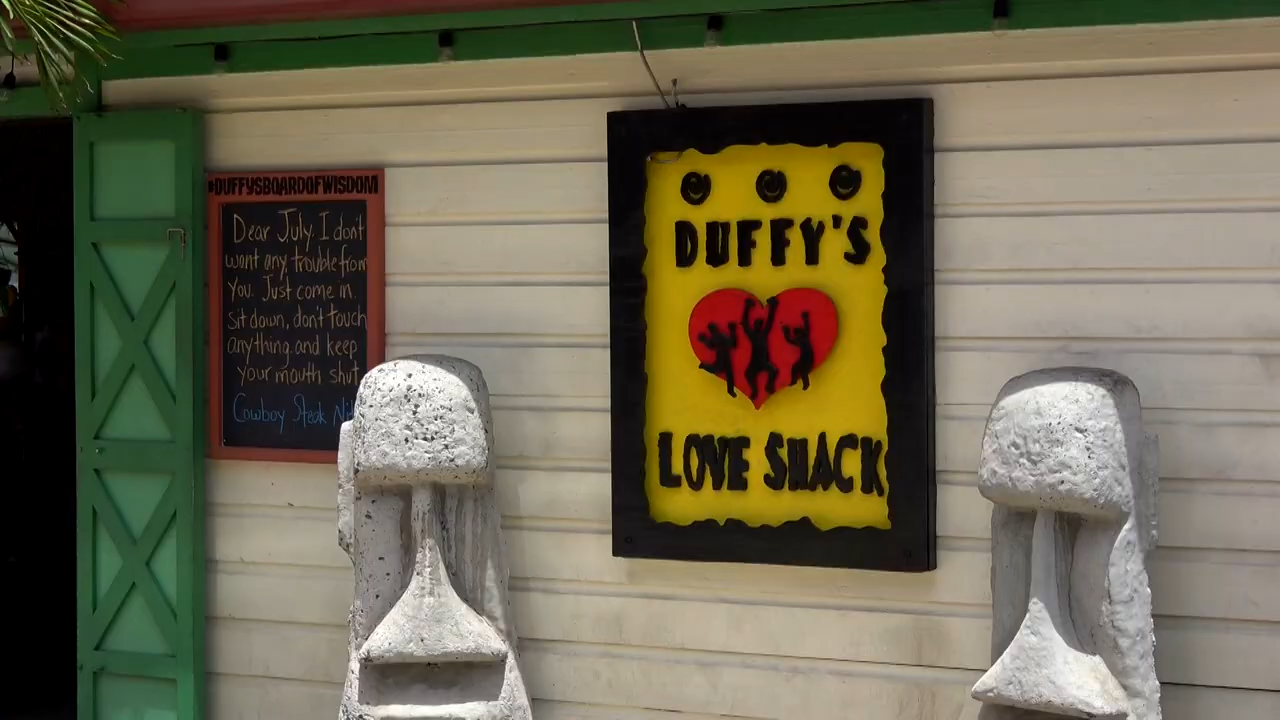 #DUFFYSBOARDOFWISDOM
Dear July, I don't
want any trouble from
you. Just come in.
Sit down, don't touch
anything, and keep
your mouth shut
Cowboy Steak
DUFFY'S
LOVE SHACK